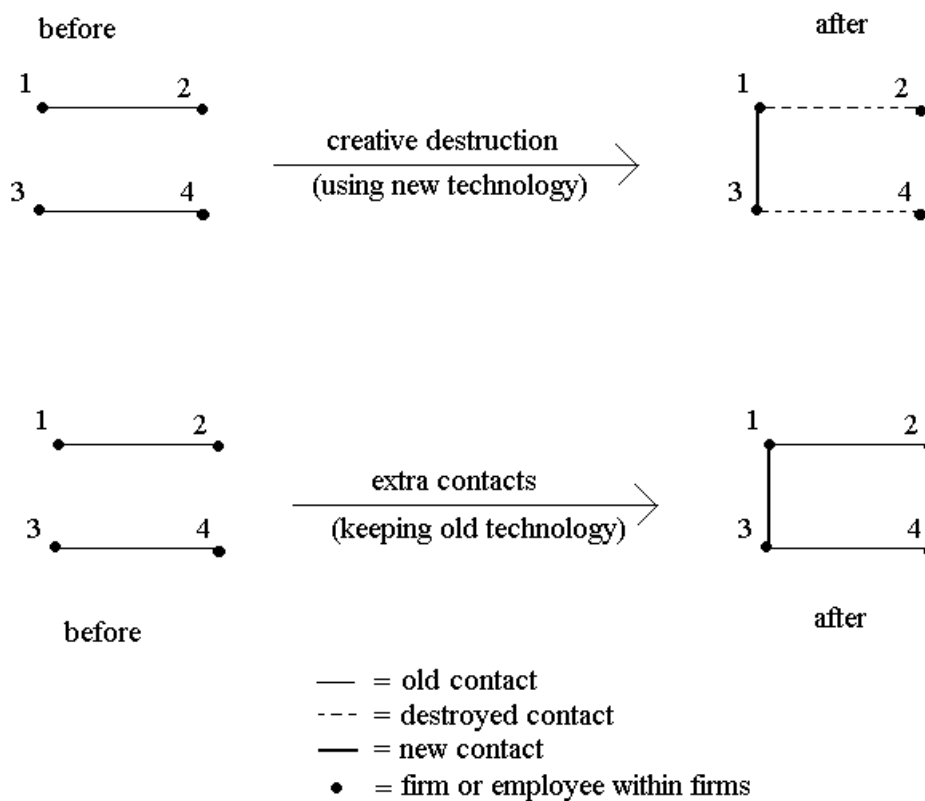 before
after
1 2
3 4
creative destruction
(using new technology)
1 2
3 4
1 2
3 4
extra contacts
(keeping old technology)
1 2
3 4
before
after
= old contact
= destroyed contact
= new contact
= firm or employee within firms